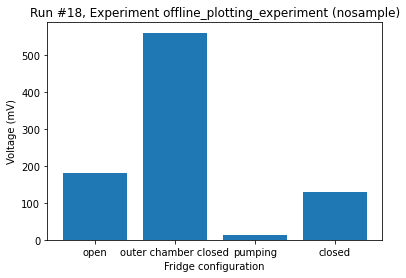 Run #18, Experiment offline_plotting_experiment (nosample)
Voltage (mV)
500
400
300
200
100
0
open outer chamber closed pumping closed
Fridge configuration